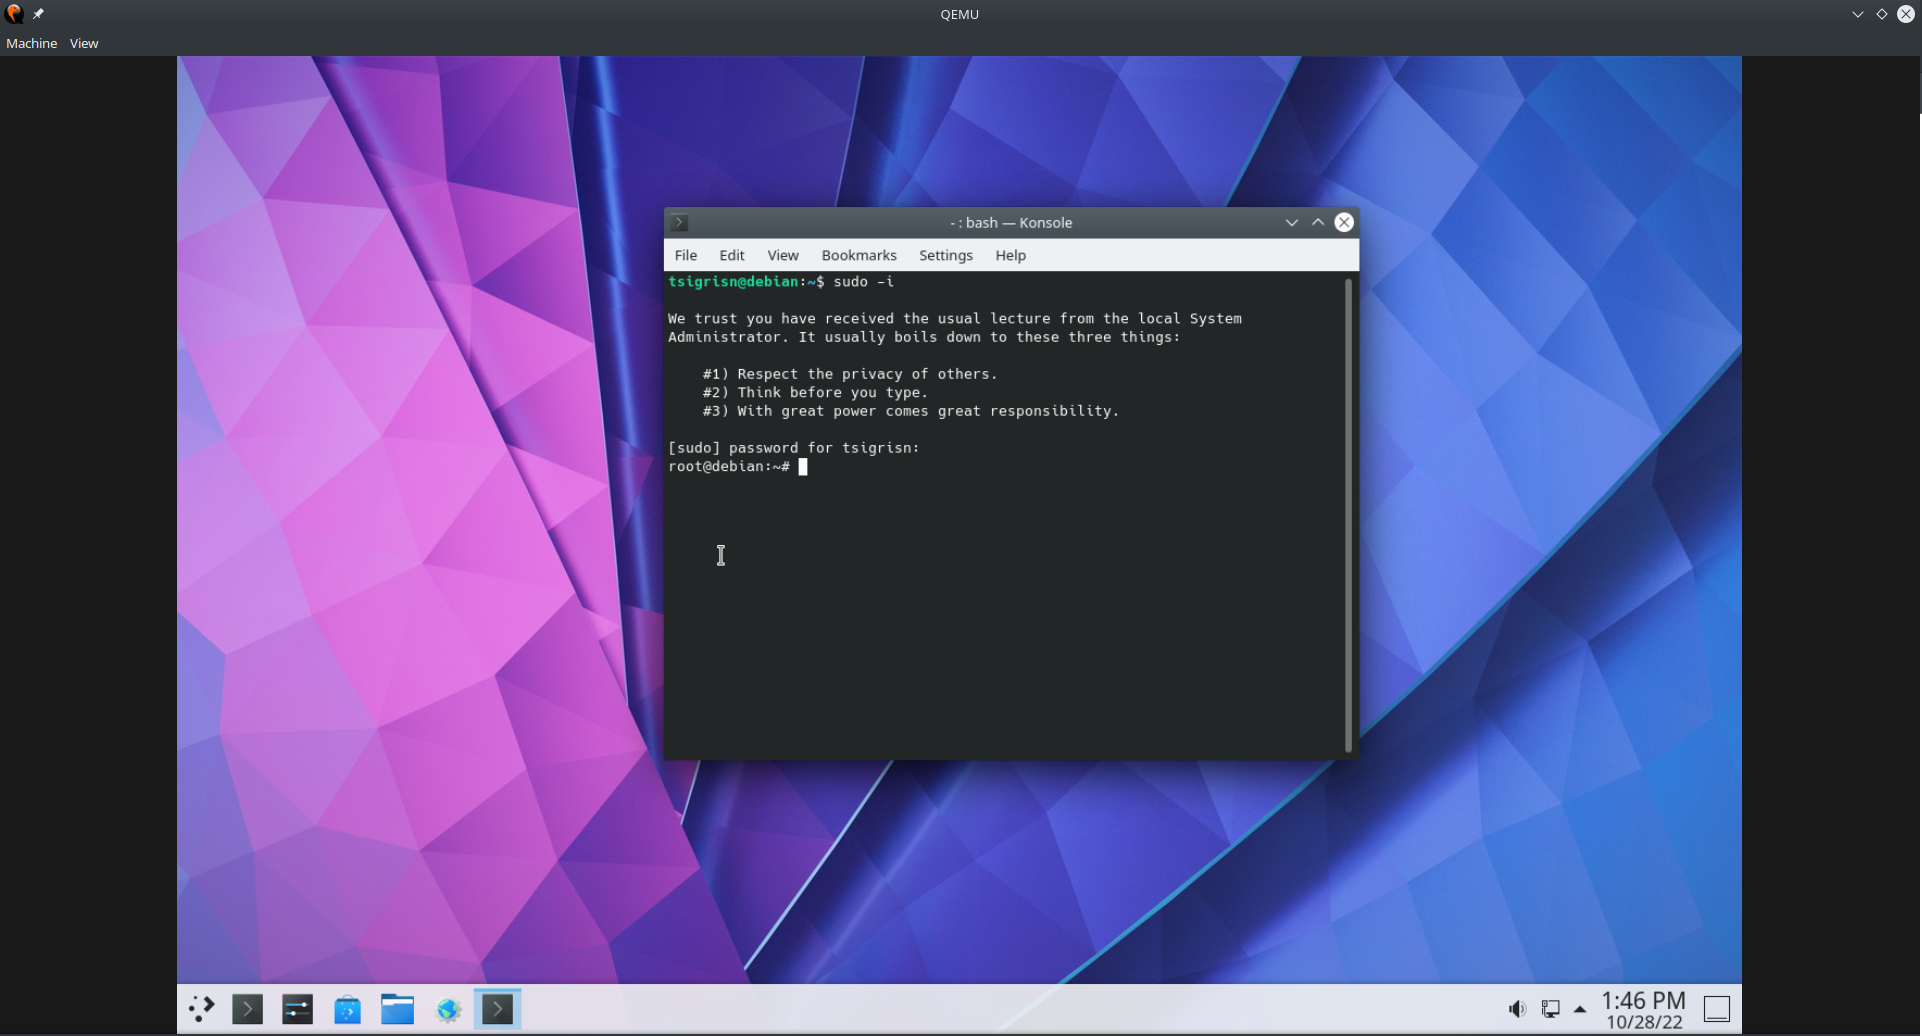 QEMU
Machine View
- : bash — Konsole
File Edit View Bookmarks Settings Help
tsigrisn@debian:~$ sudo -i
We trust you have received the usual lecture from the local System
Administrator. It usually boils down to these three things:
#1) Respect the privacy of others.
#2) Think before you type.
#3) With great power comes great responsibility.
[sudo] password for tsigrisn:
root@debian:~#
1:46 PM
10/28/22